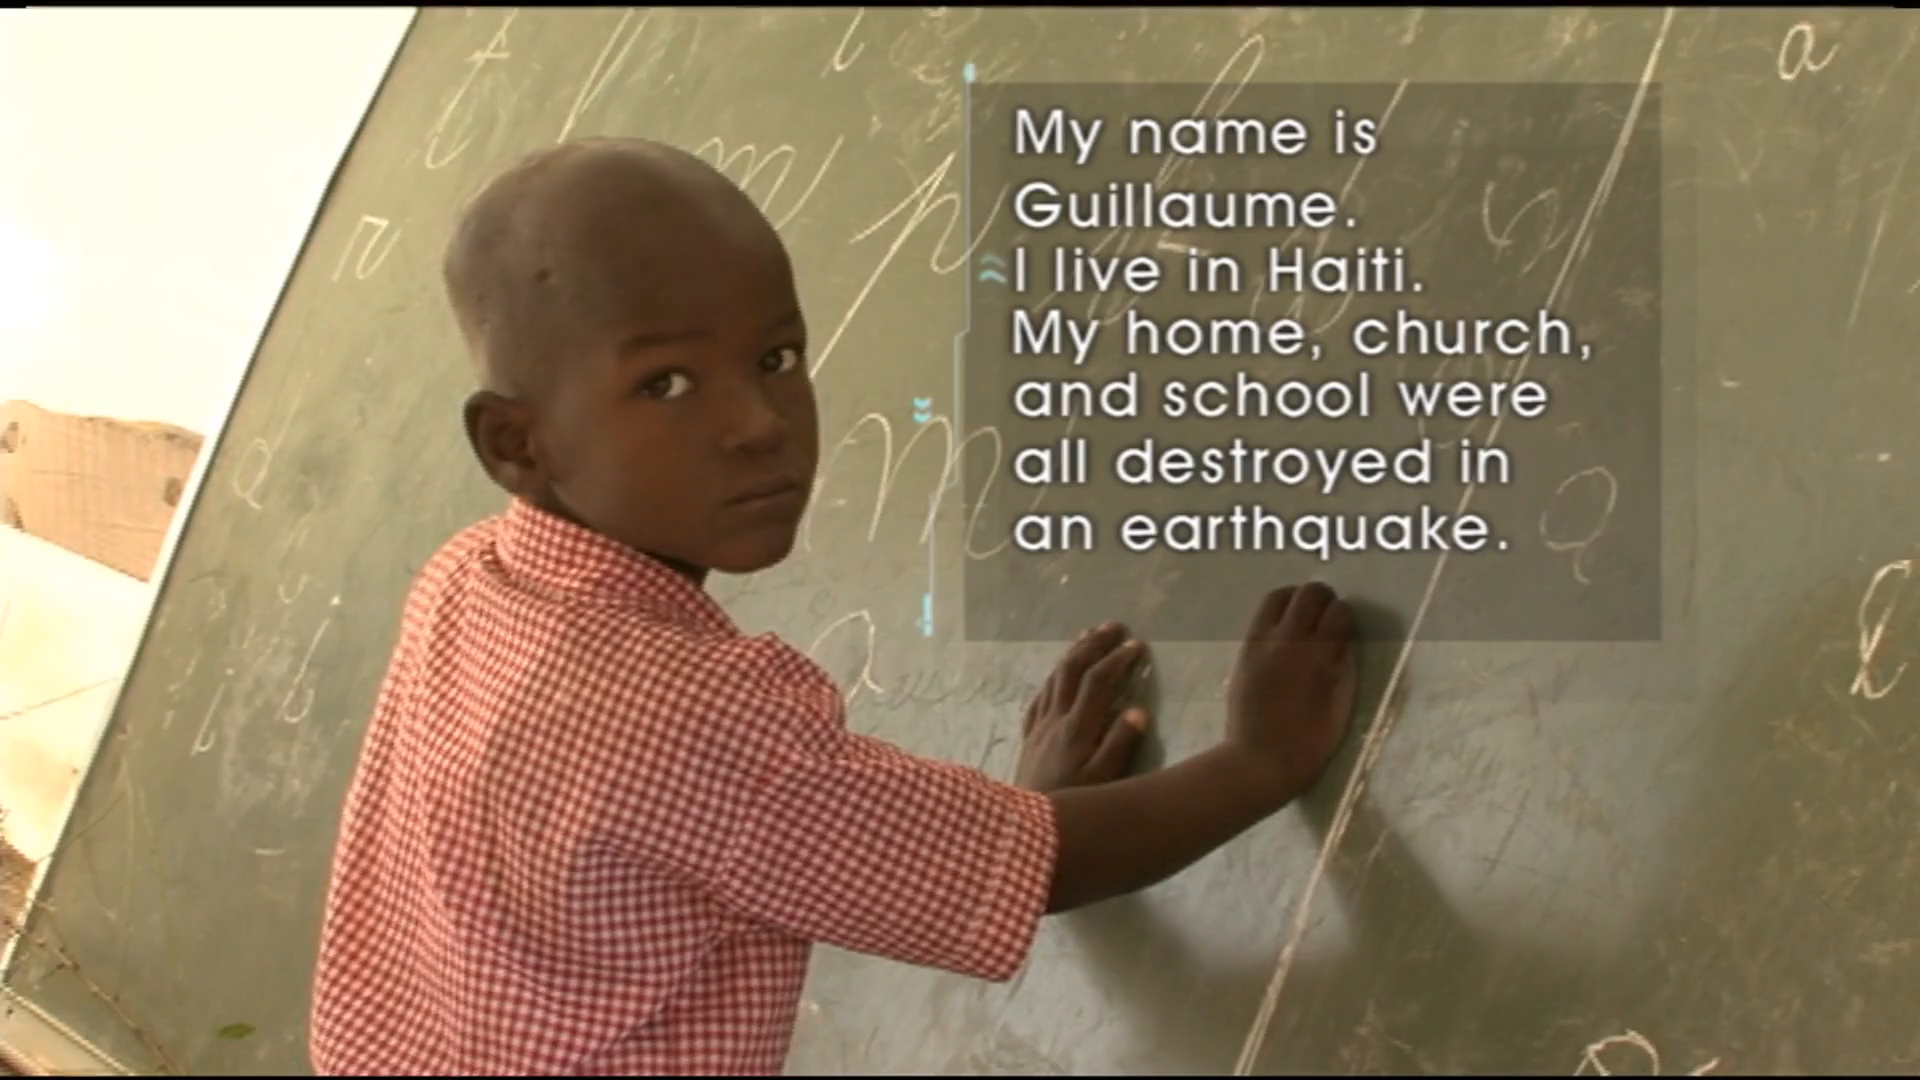 My name is
Guillaume.
I live in Haiti.
My home, church,
and school were
all destroyed in
an earthquake.
t
a
m
p
n
m
a
a
b